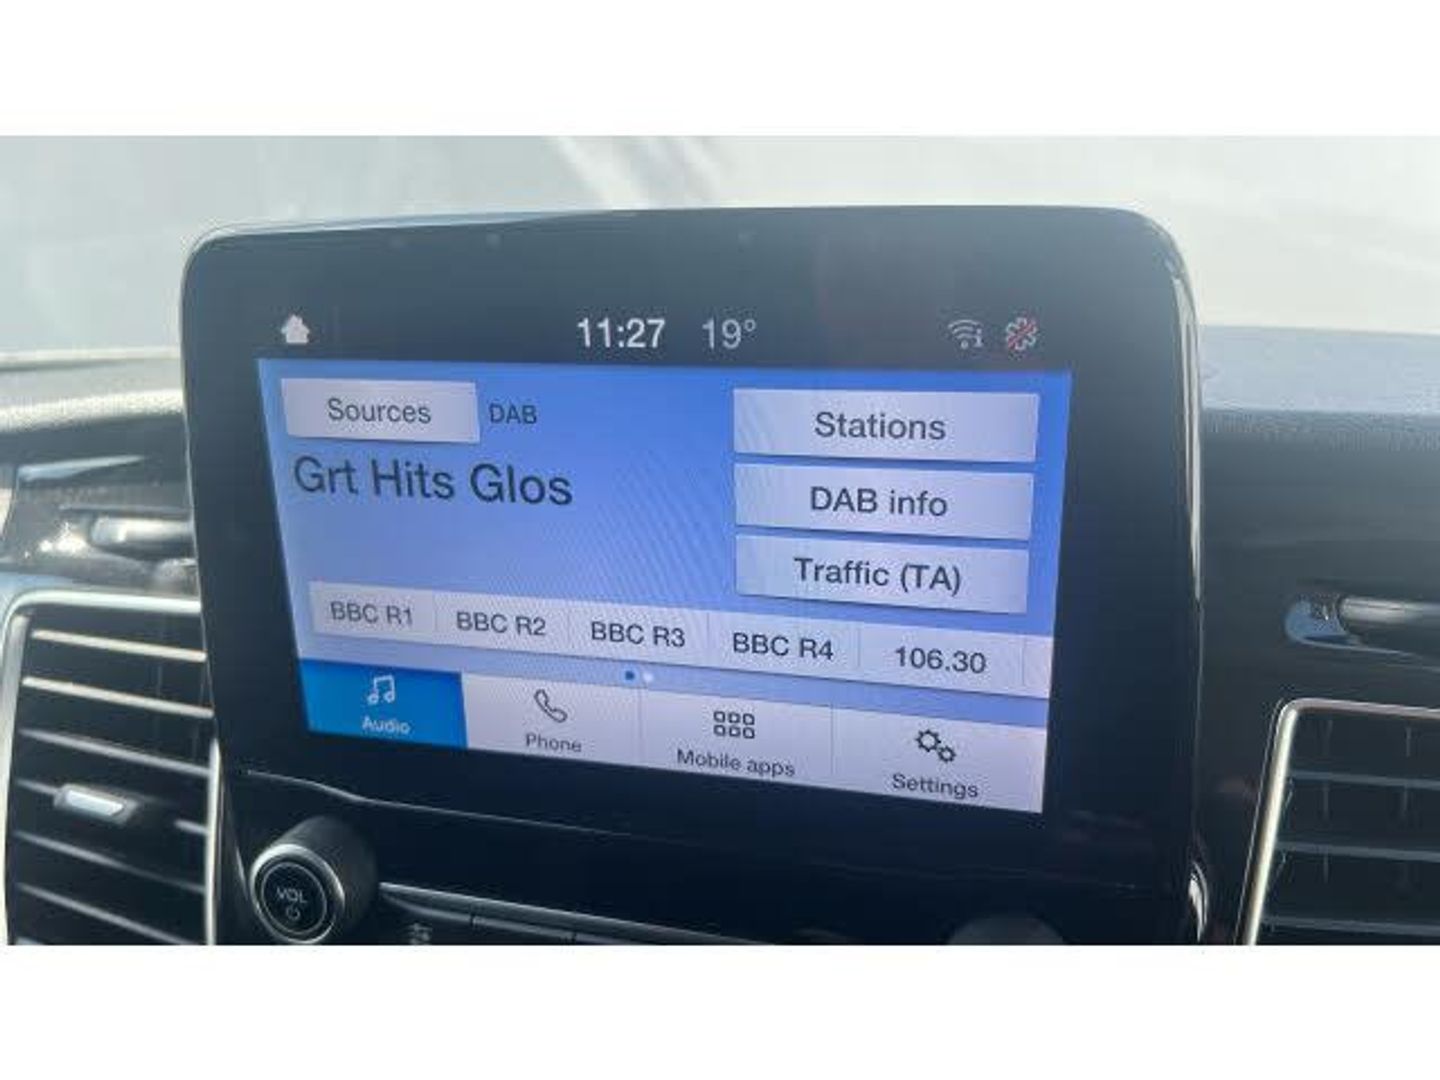 11:27 19°
Sources DAB
Stations
Grt Hits Glos
DAB info
Traffic (TA)
BBC R1 BBC R2 BBC R3 BBC R4 106.30
Audio Phone Mobile apps Settings
VOL